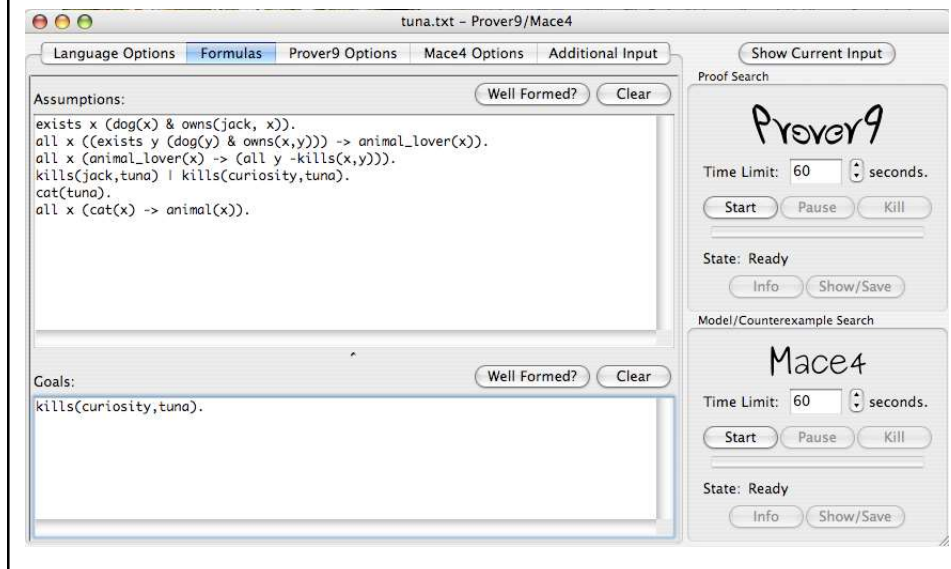 tuna.txt – Prover9/Mace4
Language Options Formulas Prover9 Options Mace4 Options Additional Input
Show Current Input
Assumptions:
Well Formed? Clear
exists x (dog(x) & owns(jack, x)).
all x ((exists y (dog(y) & owns(x,y))) -> animal_lover(x)).
all x (animal_lover(x) -> (all y -kills(x,y))).
kills(jack,tuna) | kills(curiosity,tuna).
cat(tuna).
all x (cat(x) -> animal(x)).
Goals:
Well Formed? Clear
kills(curiosity,tuna).
Proof Search
Prover9
Time Limit: 60 seconds.
Start Pause Kill
State: Ready
Info Show/Save
Model/Counterexample Search
Mace4
Time Limit: 60 seconds.
Start Pause Kill
State: Ready
Info Show/Save